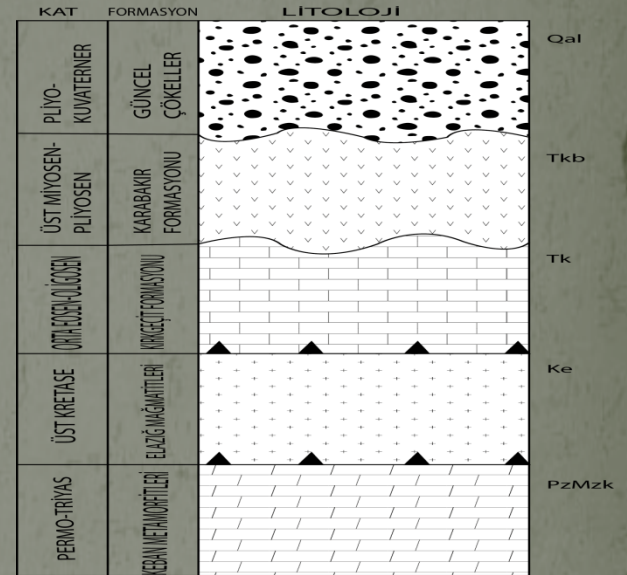 KAT FORMASYON LİTOLOJİ
PLİYO-
KUVATERNER
GÜNCEL
ÇÖKELLER
Qal
ÜST MİYOSEN-
PLİYOSEN
KARABAKIR
FORMASYONU
Tkb
ORTA EOSEN-OLİGOSEN
KIRKGEÇİT FORMASYONU
Tk
ÜST KRETASE
ELAZIĞ MAĞMATİTLERİ
Ke
PERMO-TRİYAS
KEBAN METAMORFİTLERİ
PzMzk